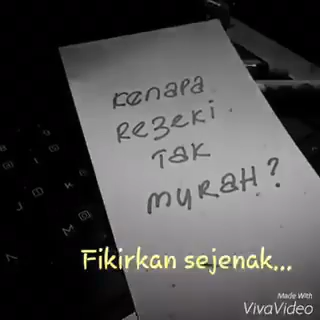 Kenapa
Rezeki.
Tak
MuRAH?
Fikirkan sejenak...
Made With
VivaVideo